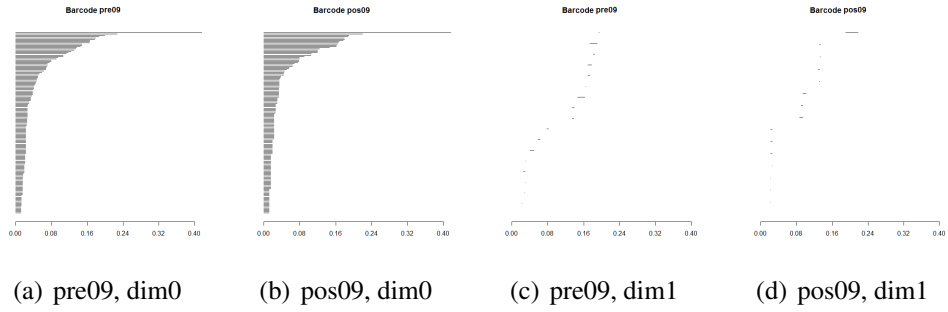 Barcode pre09
Barcode pos09
Barcode pre09
Barcode pos09
0.00 0.08 0.16 0.24 0.32 0.40
0.00 0.08 0.16 0.24 0.32 0.40
0.00 0.08 0.16 0.24 0.32 0.40
0.00 0.08 0.16 0.24 0.32 0.40
(a) pre09, dim0
(b) pos09, dim0
(c) pre09, dim1
(d) pos09, dim1